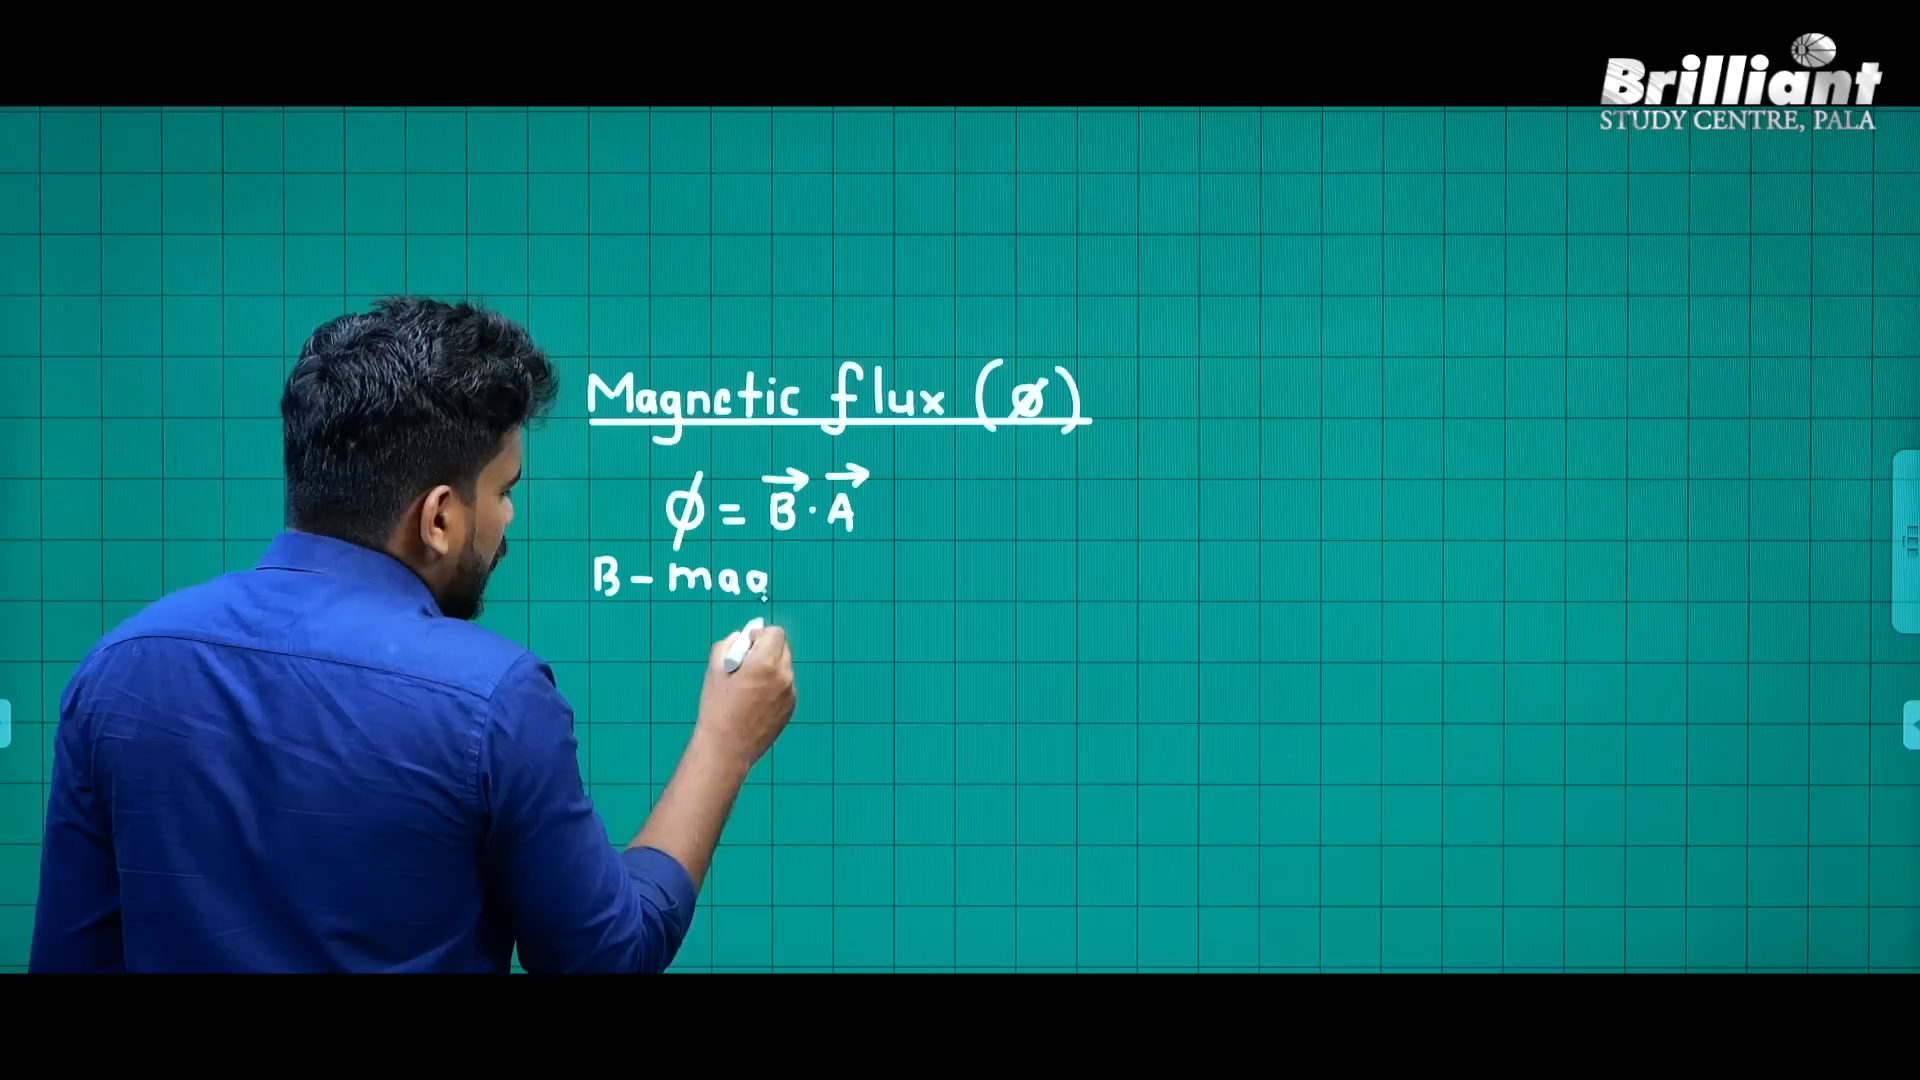 Brilliant
STUDY CENTRE, PALA
Magnetic flux (ø)
ø = B⃗ · A⃗
B – mag